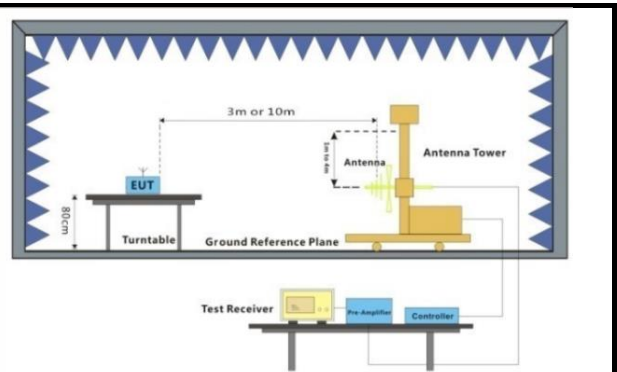 3m or 10m
1m to 4m
Antenna
Antenna Tower
EUT
80cm
Turntable
Ground Reference Plane
Test Receiver
Pre-Amplifier
Controller